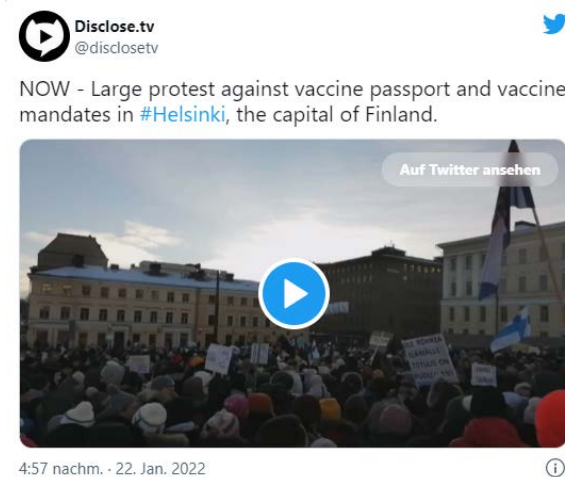 Disclose.tv
@disclosetv
NOW - Large protest against vaccine passport and vaccine
mandates in #Helsinki, the capital of Finland.
Auf Twitter ansehen
4:57 nachm. · 22. Jan. 2022